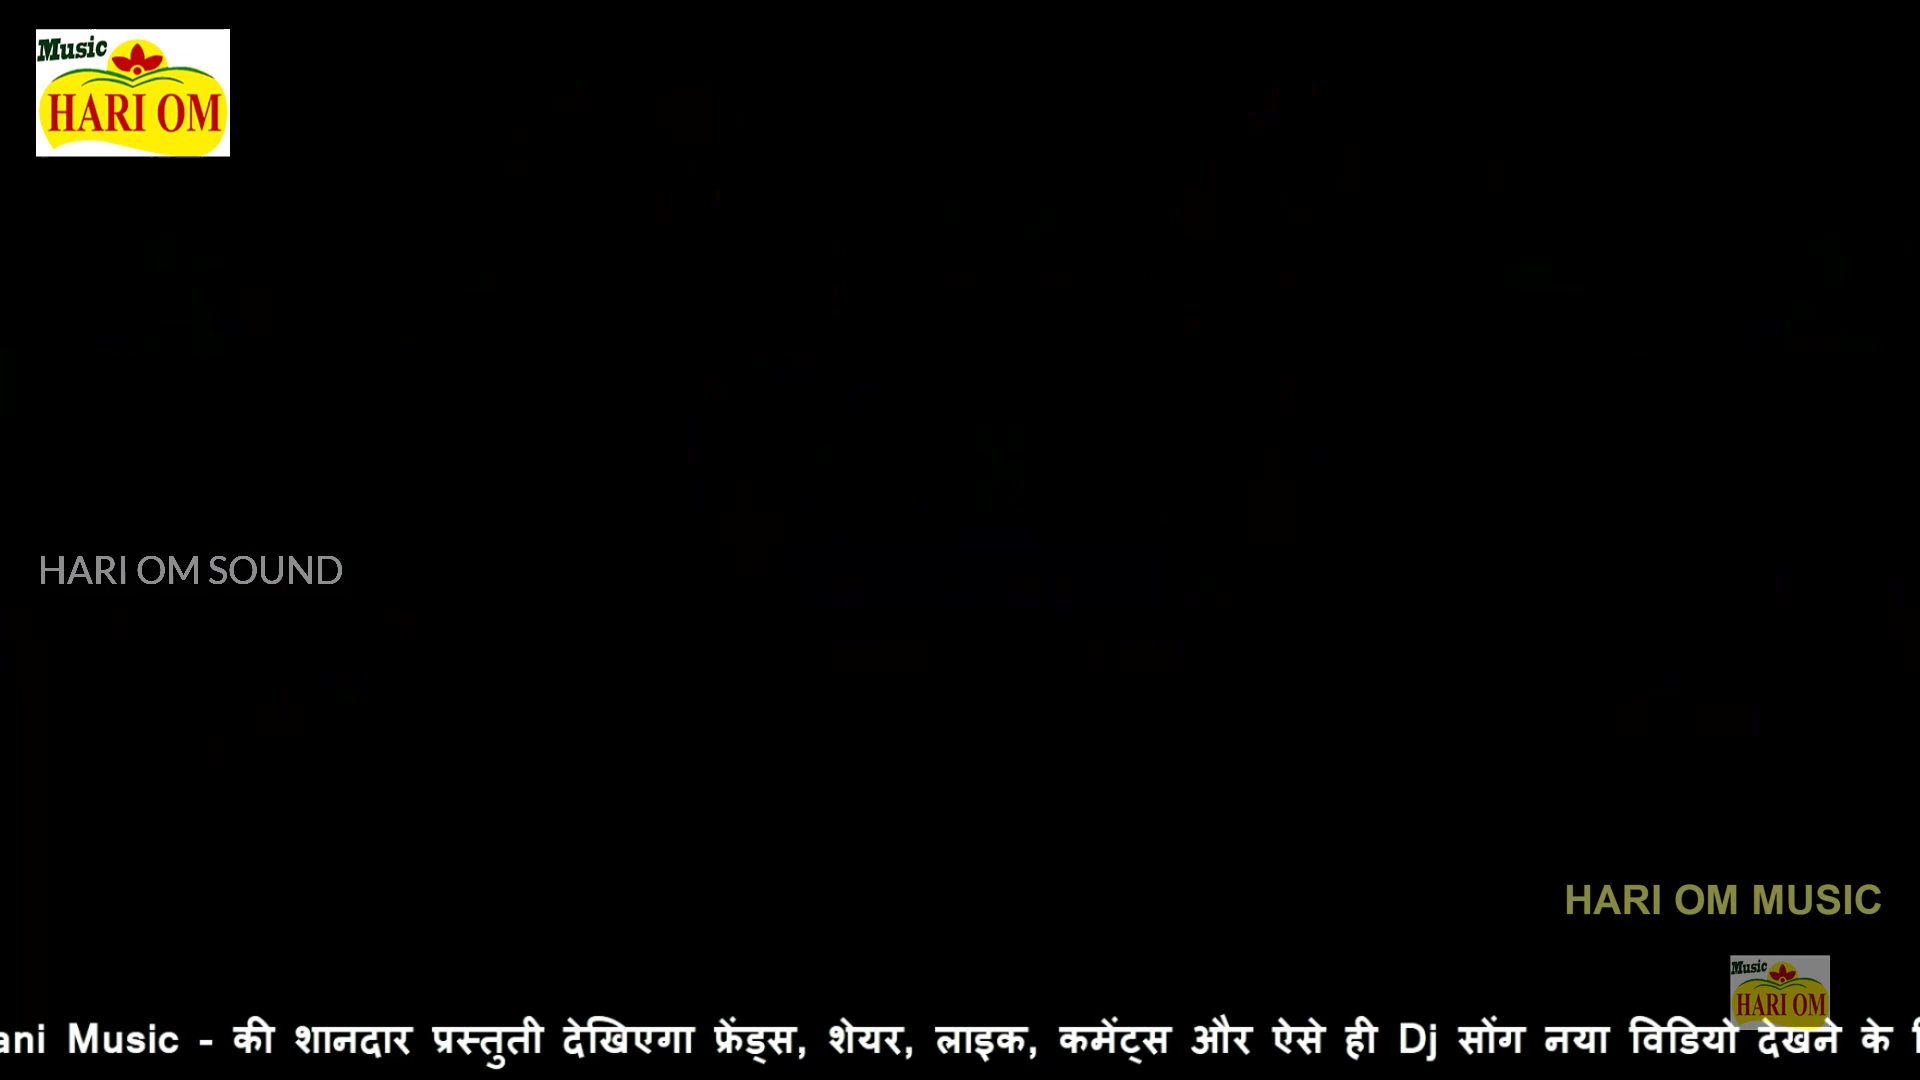 Music
HARI OM
HARI OM SOUND
HARI OM MUSIC
Music
HARI OM
Music - की शानदार प्रस्तुती देखिएगा फ्रेंड्स, शेयर, लाइक, कमेंट्स और ऐसे ही Dj सोंग नया विडियो देखने के